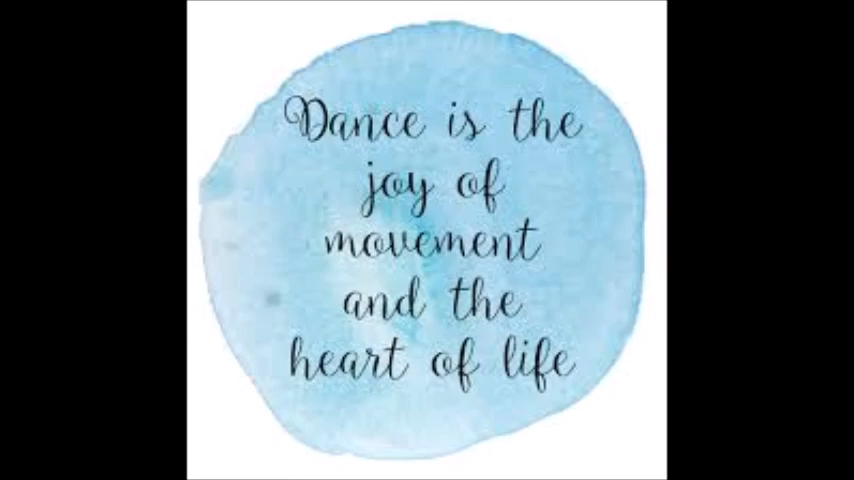 Dance is the
joy of
movement
and the
heart of life